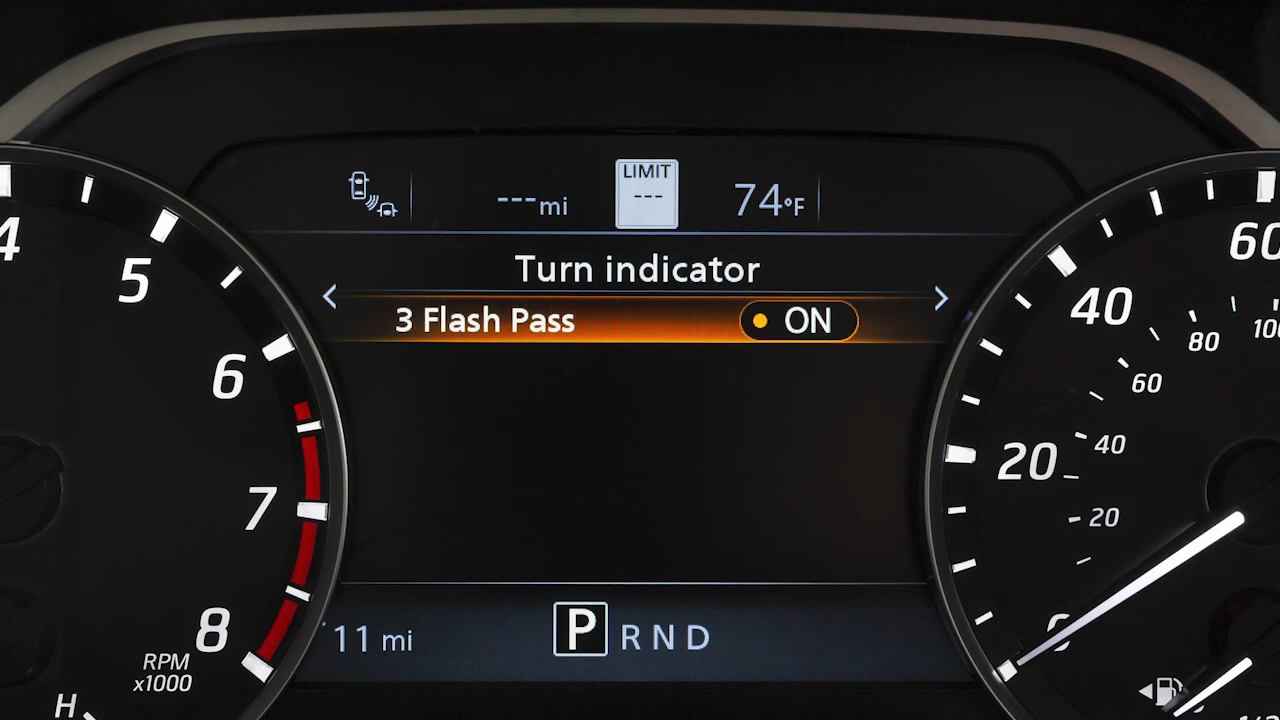 LIMIT
---mi
---
74°F
Turn indicator
3 Flash Pass
ON
4
5
6
7
8
RPM
x1000
H
11 mi
P R N D
60
40
20
0
80
60
40
20